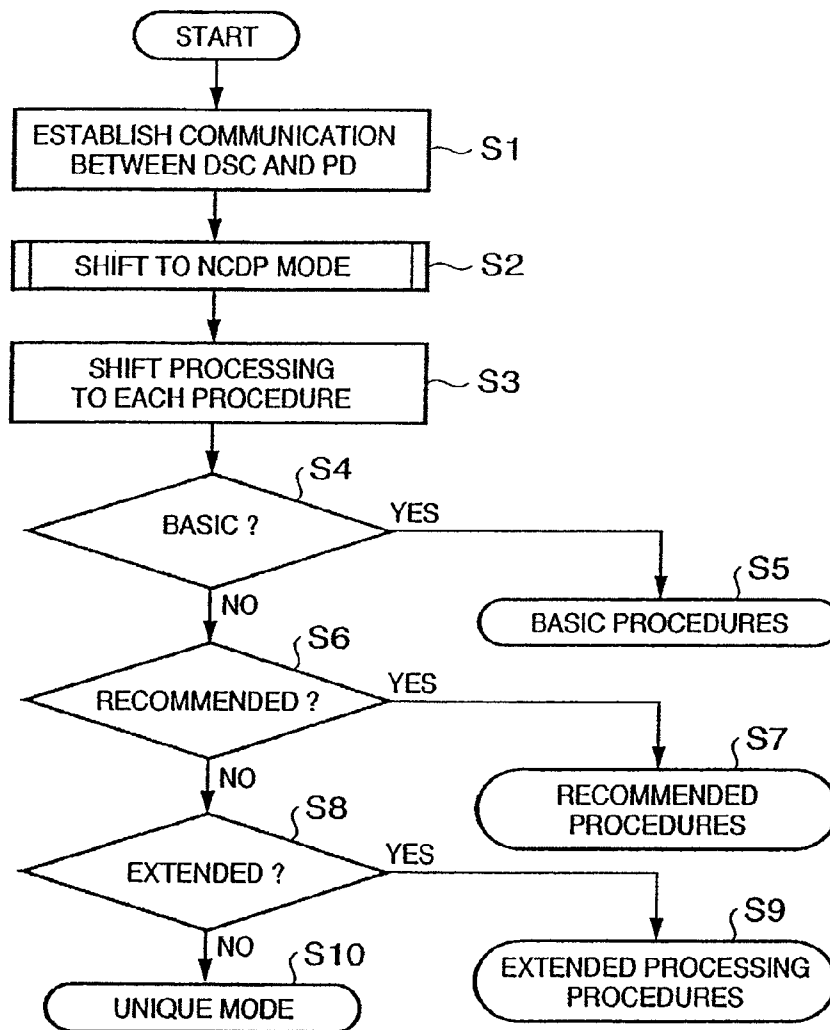 START
ESTABLISH COMMUNICATION
BETWEEN DSC AND PD
S1
SHIFT TO NCDP MODE
S2
SHIFT PROCESSING
TO EACH PROCEDURE
S3
S4
BASIC ?
YES
NO
S5
BASIC PROCEDURES
S6
RECOMMENDED ?
YES
NO
S7
RECOMMENDED
PROCEDURES
S8
EXTENDED ?
YES
NO
S9
EXTENDED PROCESSING
PROCEDURES
S10
UNIQUE MODE